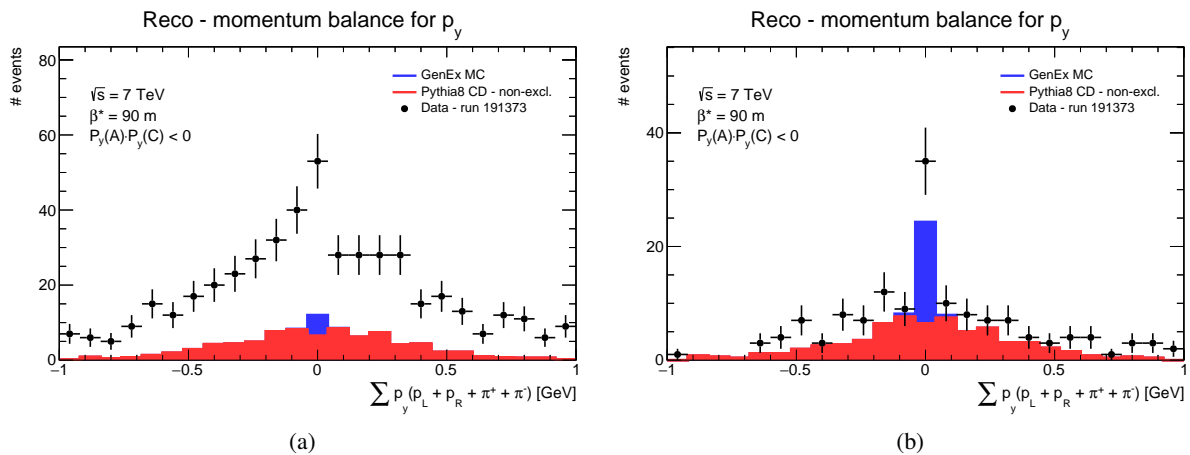 Reco - momentum balance for p_y
# events
80
60
40
20
0
−1
−0.5
0
0.5
1
√s = 7 TeV
β* = 90 m
P_y(A)·P_y(C) < 0
GenEx MC
Pythia8 CD - non-excl.
Data - run 191373
∑ p_y (p_L + p_R + π⁺ + π⁻) [GeV]
(a)
Reco - momentum balance for p_y
# events
40
20
0
−1
−0.5
0
0.5
1
√s = 7 TeV
β* = 90 m
P_y(A)·P_y(C) < 0
GenEx MC
Pythia8 CD - non-excl.
Data - run 191373
∑ p_y (p_L + p_R + π⁺ + π⁻) [GeV]
(b)